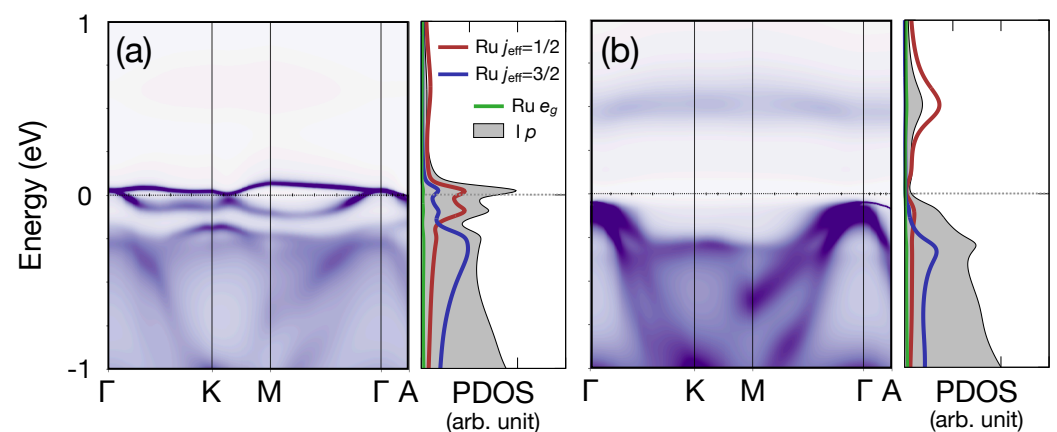 1
(a)
Ru jeff=1/2
Ru jeff=3/2
Ru eg
I p
(b)
Energy (eV)
0
-1
Γ K M Γ A
PDOS
(arb. unit)
Γ K M Γ A
PDOS
(arb. unit)